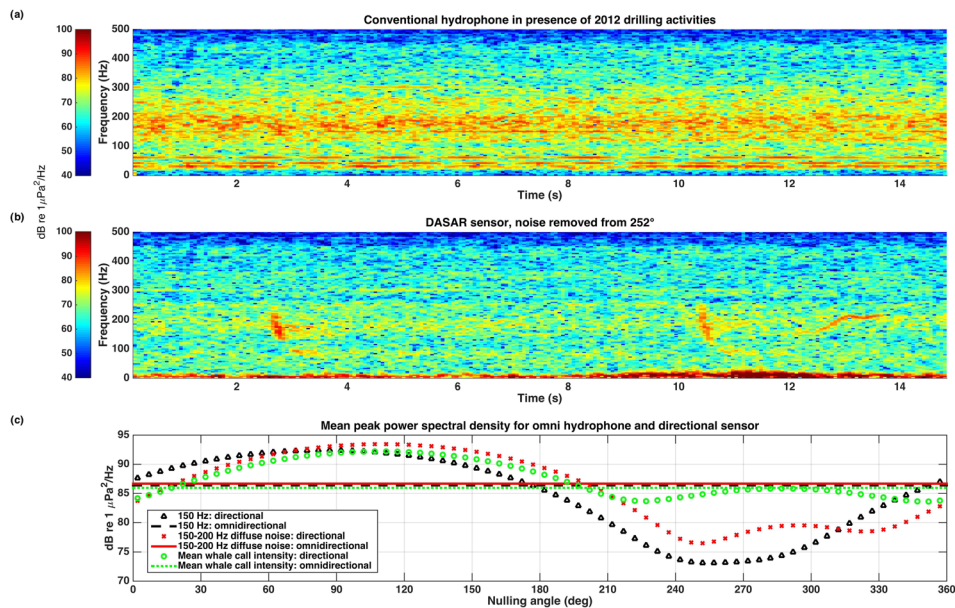 (a)
Conventional hydrophone in presence of 2012 drilling activities
100
90
80
70
60
50
40
500
400
300
200
100
0
Frequency (Hz)
2 4 6 8 10 12 14
Time (s)
dB re 1µPa²/Hz
(b)
DASAR sensor, noise removed from 252°
100
90
80
70
60
50
40
500
400
300
200
100
0
Frequency (Hz)
2 4 6 8 10 12 14
Time (s)
(c)
Mean peak power spectral density for omni hydrophone and directional sensor
95
90
85
80
75
70
dB re 1 µPa²/Hz
150 Hz: directional
150 Hz: omnidirectional
150-200 Hz diffuse noise: directional
150-200 Hz diffuse noise: omnidirectional
Mean whale call intensity: directional
Mean whale call intensity: omnidirectional
0 30 60 90 120 150 180 210 240 270 300 330 360
Nulling angle (deg)